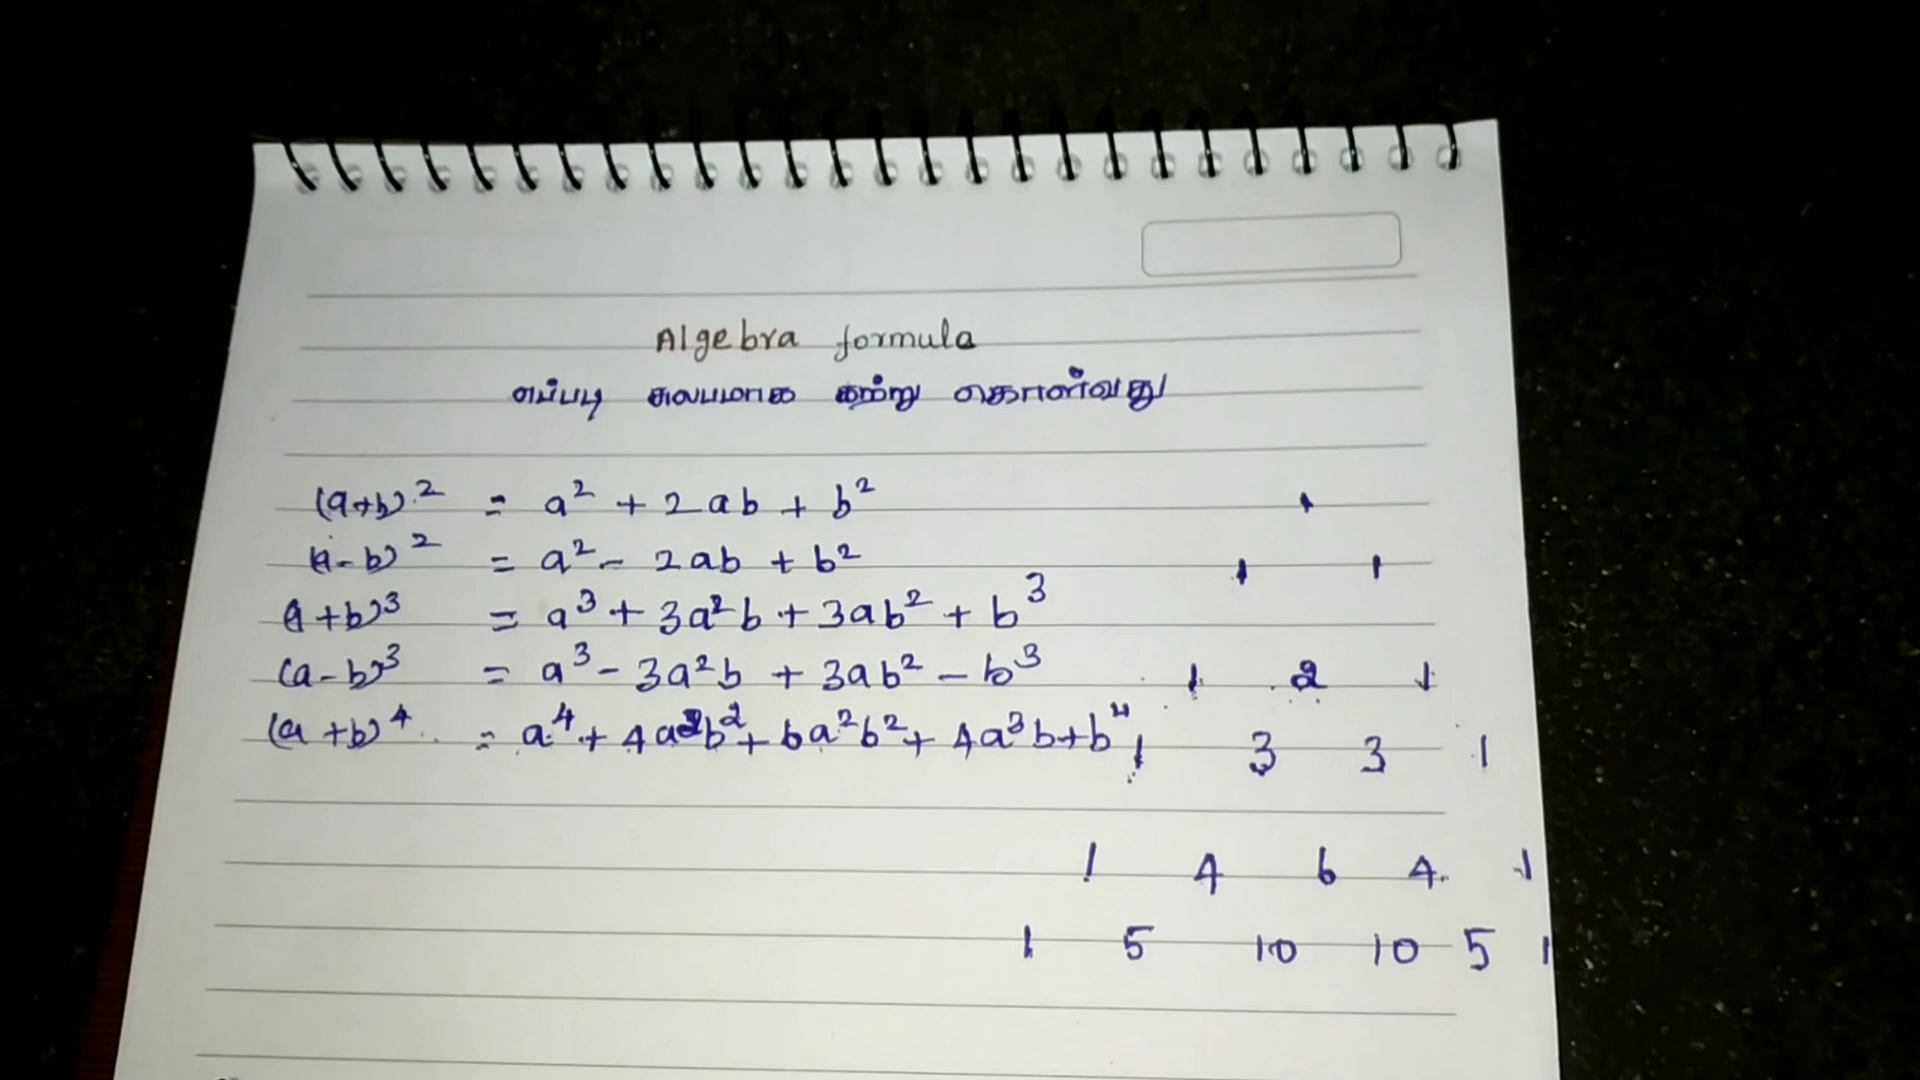 Algebra formula
எப்படி சுலபமாக கற்று கொள்வது
(a+b)² = a² + 2ab + b²
(a-b)² = a² - 2ab + b²
(a+b)³ = a³ + 3a²b + 3ab² + b³
(a-b)³ = a³ - 3a²b + 3ab² - b³
(a+b)⁴ = a⁴ + 4a³b² + 6a²b² + 4a³b + b⁴
1
1 1
1 2 1
1 3 3 1
1 4 6 4 1
1 5 10 10 5 1